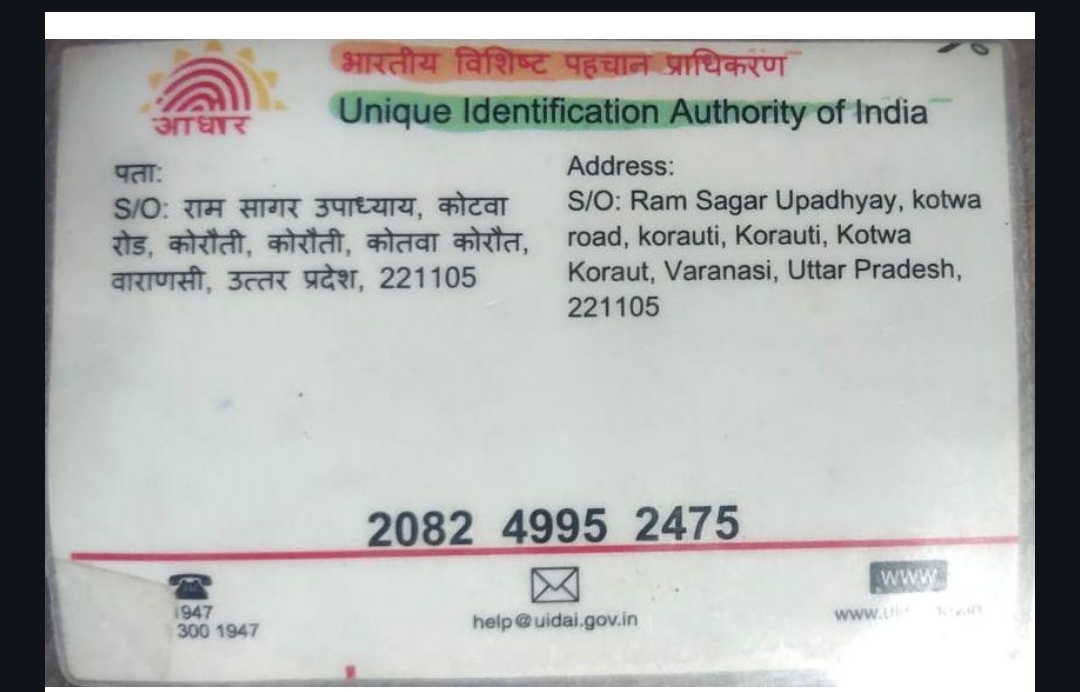 भारतीय विशिष्ट पहचान प्राधिकरण
Unique Identification Authority of India
आधार
पता:
S/O: राम सागर उपाध्याय, कोटवा
रोड, कोरौती, कोरौती, कोतवा कोरौत,
वाराणसी, उत्तर प्रदेश, 221105
Address:
S/O: Ram Sagar Upadhyay, kotwa
road, korauti, Korauti, Kotwa
Koraut, Varanasi, Uttar Pradesh,
221105
2082 4995 2475
1947
300 1947
help@uidai.gov.in
WWW